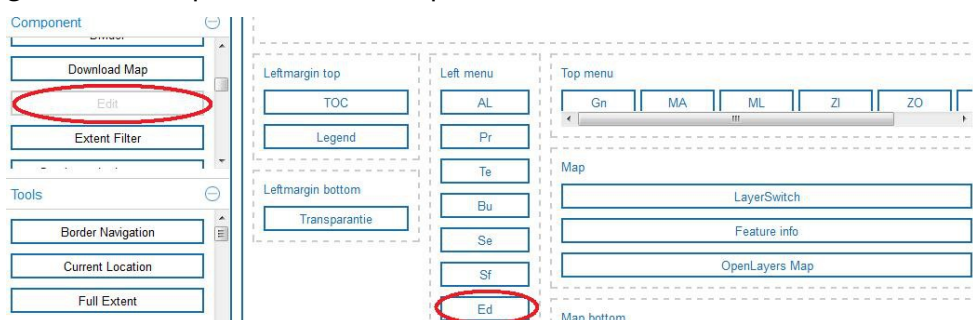 Component
Divider
Download Map
Edit
Extent Filter
Tools
Border Navigation
Current Location
Full Extent
Leftmargin top
TOC
Legend
Leftmargin bottom
Transparantie
Left menu
AL
Pr
Te
Bu
Se
Sf
Ed
Top menu
Gn MA ML ZI ZO
Map
LayerSwitch
Feature info
OpenLayers Map
Map bottom